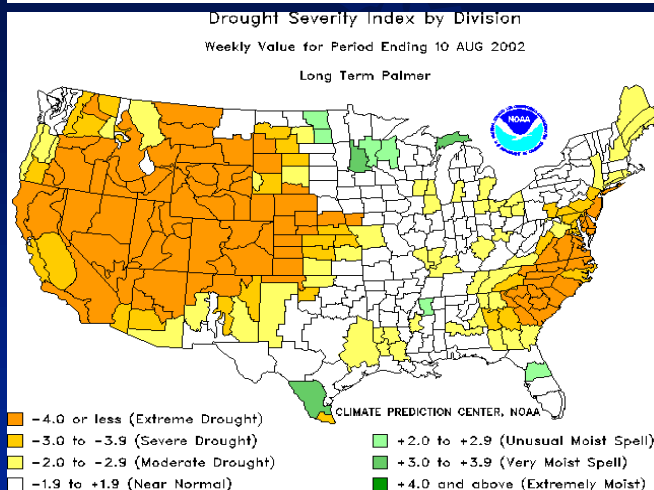 Drought Severity Index by Division
Weekly Value for Period Ending 10 AUG 2002
Long Term Palmer
NOAA
CLIMATE PREDICTION CENTER, NOAA
-4.0 or less (Extreme Drought)
-3.0 to -3.9 (Severe Drought)
-2.0 to -2.9 (Moderate Drought)
-1.9 to +1.9 (Near Normal)
+2.0 to +2.9 (Unusual Moist Spell)
+3.0 to +3.9 (Very Moist Spell)
+4.0 and above (Extremely Moist)